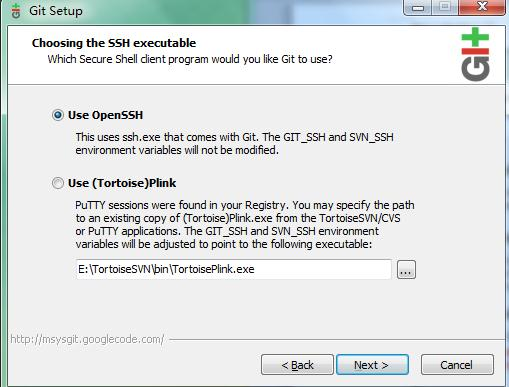 Git Setup
Choosing the SSH executable
Which Secure Shell client program would you like Git to use?
Git
Use OpenSSH
This uses ssh.exe that comes with Git. The GIT_SSH and SVN_SSH
environment variables will not be modified.
Use (Tortoise)Plink
PuTTY sessions were found in your Registry. You may specify the path
to an existing copy of (Tortoise)Plink.exe from the TortoiseSVN/CVS
or PuTTY applications. The GIT_SSH and SVN_SSH environment
variables will be adjusted to point to the following executable:
E:\TortoiseSVN\bin\TortoisePlink.exe
...
http://msysgit.googlecode.com/
< Back
Next >
Cancel